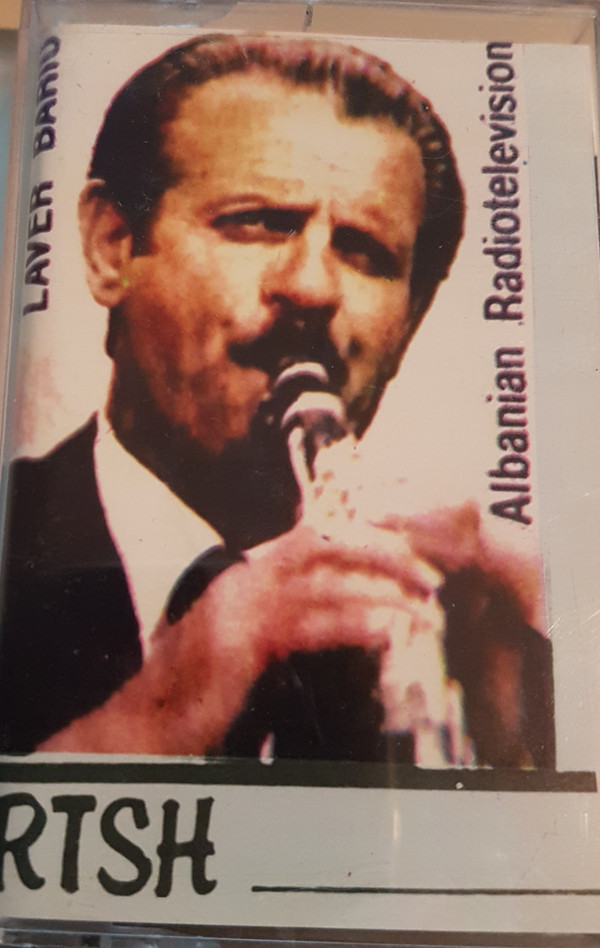 LAVER BARIU
Albanian Radiotelevision
RTSH